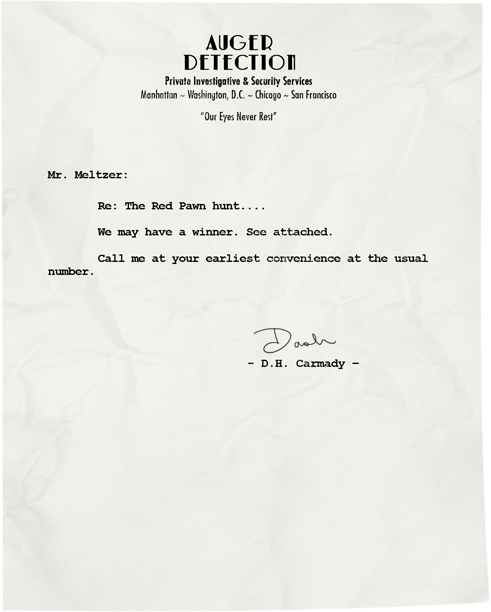 AUGER
DETECTION
Private Investigative & Security Services
Manhattan ~ Washington, D.C. ~ Chicago ~ San Francisco
"Our Eyes Never Rest"
Mr. Meltzer:
Re: The Red Pawn hunt....
We may have a winner. See attached.
Call me at your earliest convenience at the usual
number.
Dash
- D.H. Carmady -